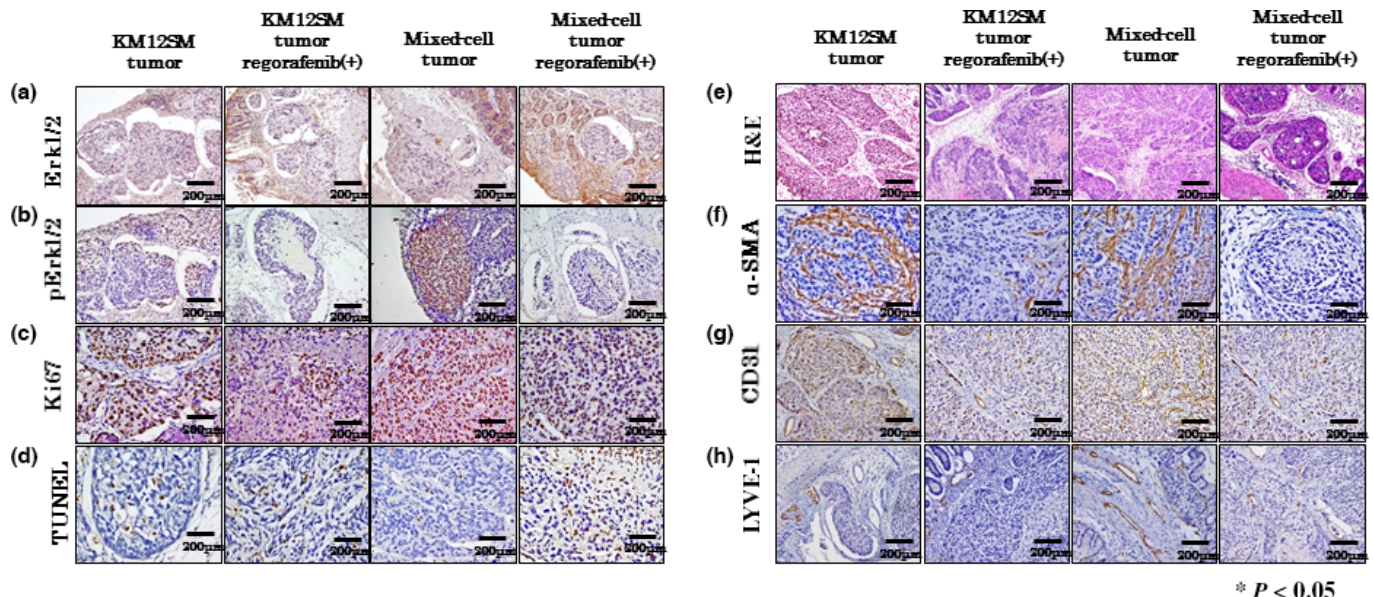 KM12SM
tumor
KM12SM
tumor
regorafenib(+)
Mixed-cell
tumor
Mixed-cell
tumor
regorafenib(+)
(a)
Erk1/2
200μm
200μm
200μm
200μm
(b)
pErk1/2
200μm
200μm
200μm
200μm
(c)
Ki67
200μm
200μm
200μm
200μm
(d)
TUNEL
200μm
200μm
200μm
200μm
KM12SM
tumor
KM12SM
tumor
regorafenib(+)
Mixed-cell
tumor
Mixed-cell
tumor
regorafenib(+)
(e)
H&E
200μm
200μm
200μm
200μm
(f)
α-SMA
200μm
200μm
200μm
200μm
(g)
CD31
200μm
200μm
200μm
200μm
(h)
LYVE-1
200μm
200μm
200μm
200μm
* P < 0.05